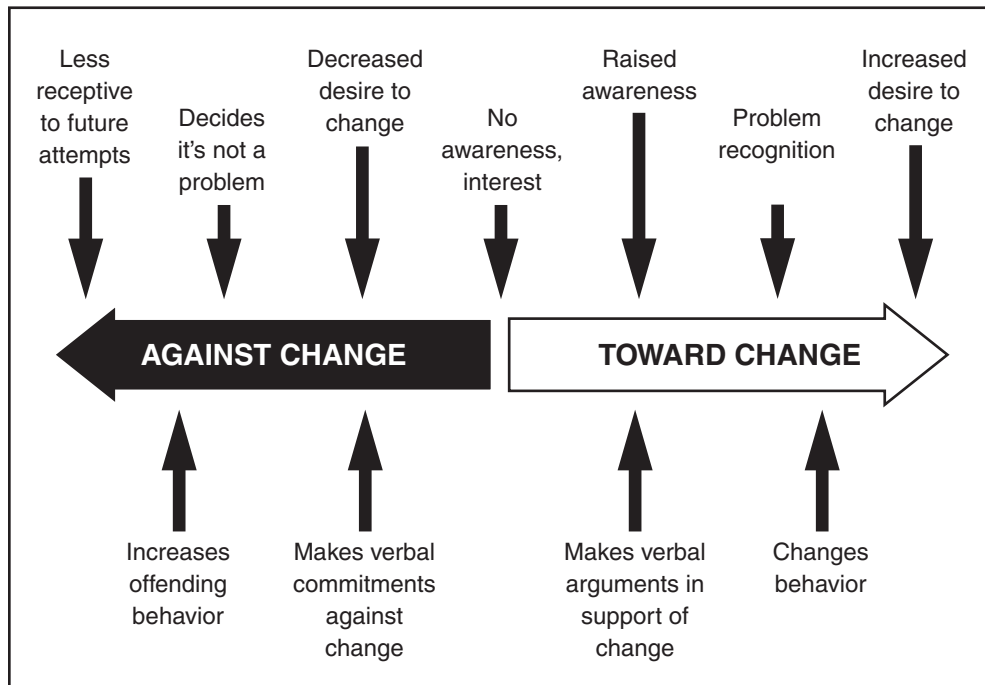 Less
receptive
to future
attempts
Decides
it's not a
problem
Decreased
desire to
change
No
awareness,
interest
Raised
awareness
Problem
recognition
Increased
desire to
change
AGAINST CHANGE
TOWARD CHANGE
Increases
offending
behavior
Makes verbal
commitments
against
change
Makes verbal
arguments in
support of
change
Changes
behavior